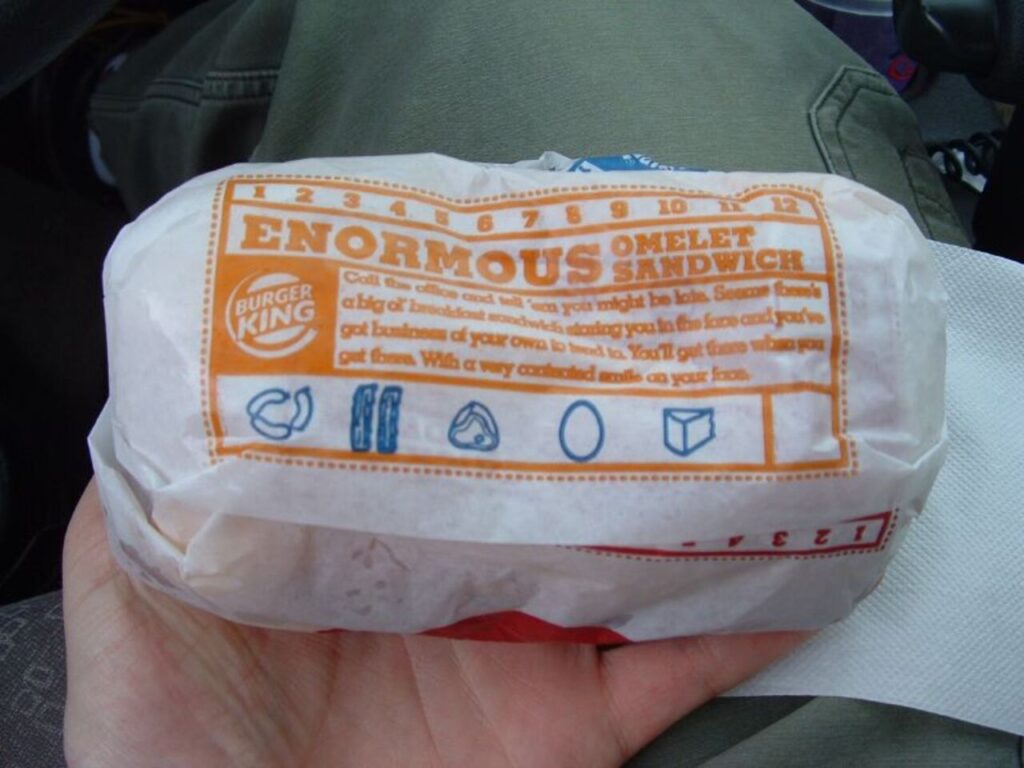 1 2 3 4 5 6 7 8 9 10 11 12
ENORMOUS OMELET
SANDWICH
BURGER
KING
Call the office and tell 'em you might be late. Seems there's
a big ol' breakfast sandwich staring you in the face and you've
got business of your own to tend to. You'll get there when you
get there. With a very contented smile on your face.
1 2 3 4